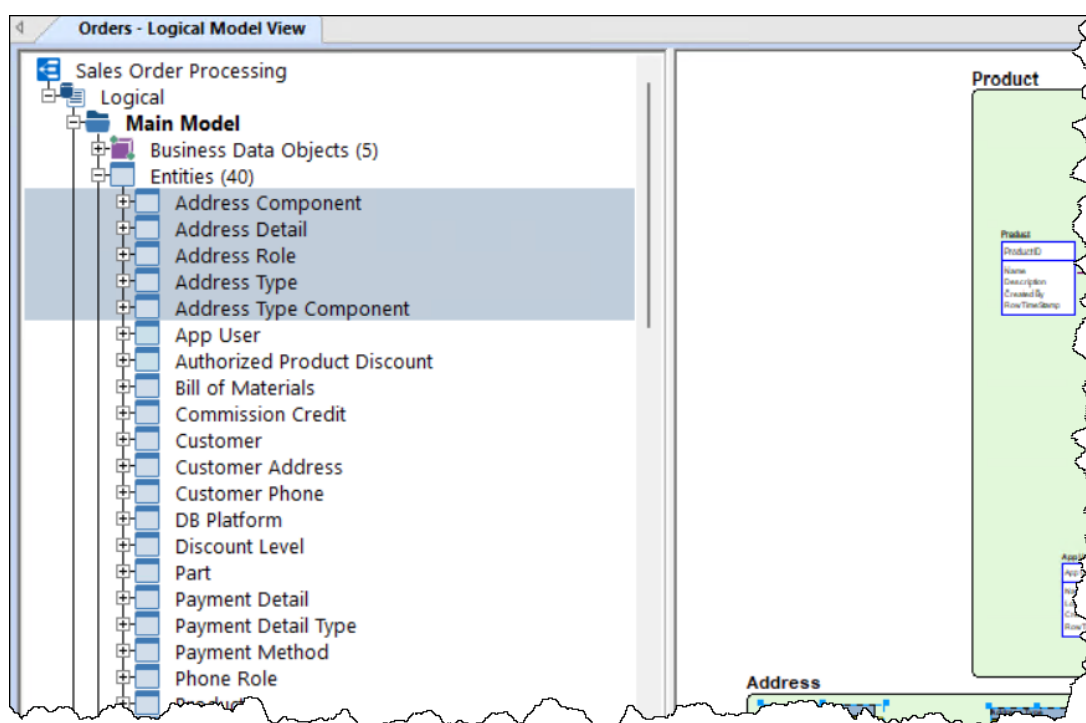 Orders - Logical Model View
Sales Order Processing
Logical
Main Model
Business Data Objects (5)
Entities (40)
Address Component
Address Detail
Address Role
Address Type
Address Type Component
App User
Authorized Product Discount
Bill of Materials
Commission Credit
Customer
Customer Address
Customer Phone
DB Platform
Discount Level
Part
Payment Detail
Payment Detail Type
Payment Method
Phone Role
Product
Product
ProductID
Name
Description
CreatedBy
RowTimeStamp
Address